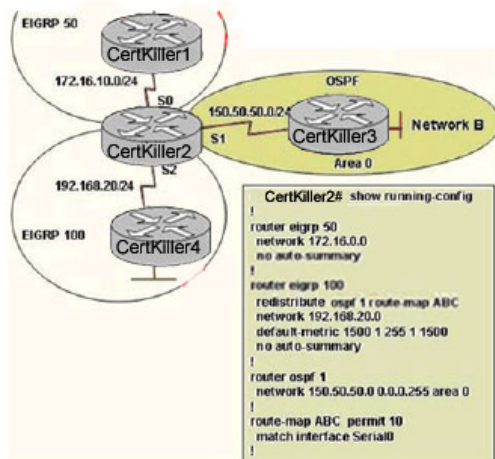 EIGRP 50
CertKiller1
172.16.10.0/24
S0
OSPF
150.50.50.0/24
CertKiller2
S1
CertKiller3
Network B
S2
Area 0
192.168.20/24
EIGRP 100
CertKiller4
CertKiller2# show running-config
!
router eigrp 50
network 172.16.0.0
no auto-summary
!
router eigrp 100
redistribute ospf 1 route-map ABC
network 192.168.20.0
default-metric 1500 1 255 1 1500
no auto-summary
!
router ospf 1
network 150.50.50.0 0.0.0.255 area 0
!
route-map ABC permit 10
match interface Serial0
!